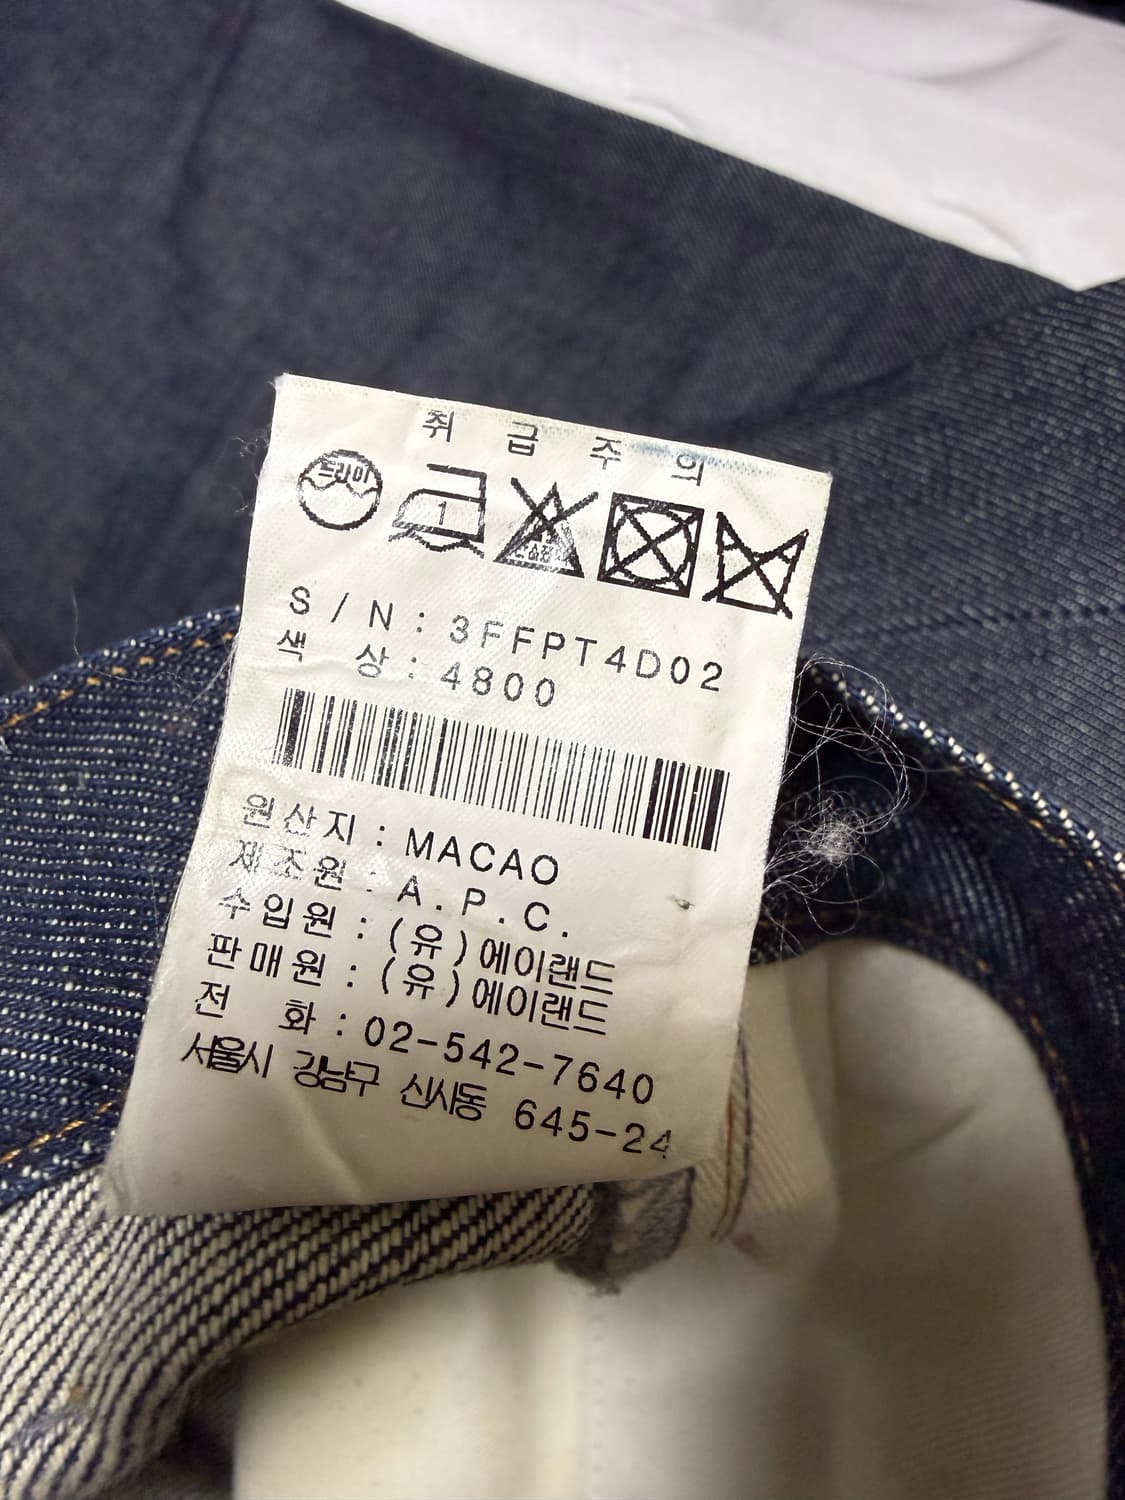 취급주의
드라이
1
S/N:3FFPT4D02
색 상:4800
원산지:MACAO
제조원:A.P.C.
수입원:(유)에이랜드
판매원:(유)에이랜드
전 화:02-542-7640
서울시 강남구 신사동 645-24